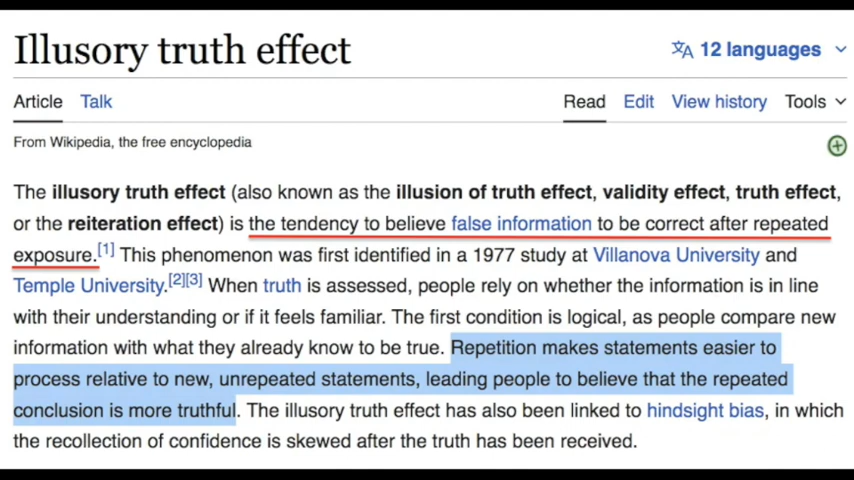 Illusory truth effect
12 languages
Article Talk Read Edit View history Tools
From Wikipedia, the free encyclopedia
The illusory truth effect (also known as the illusion of truth effect, validity effect, truth effect,
or the reiteration effect) is the tendency to believe false information to be correct after repeated
exposure.[1] This phenomenon was first identified in a 1977 study at Villanova University and
Temple University.[2][3] When truth is assessed, people rely on whether the information is in line
with their understanding or if it feels familiar. The first condition is logical, as people compare new
information with what they already know to be true. Repetition makes statements easier to
process relative to new, unrepeated statements, leading people to believe that the repeated
conclusion is more truthful. The illusory truth effect has also been linked to hindsight bias, in which
the recollection of confidence is skewed after the truth has been received.